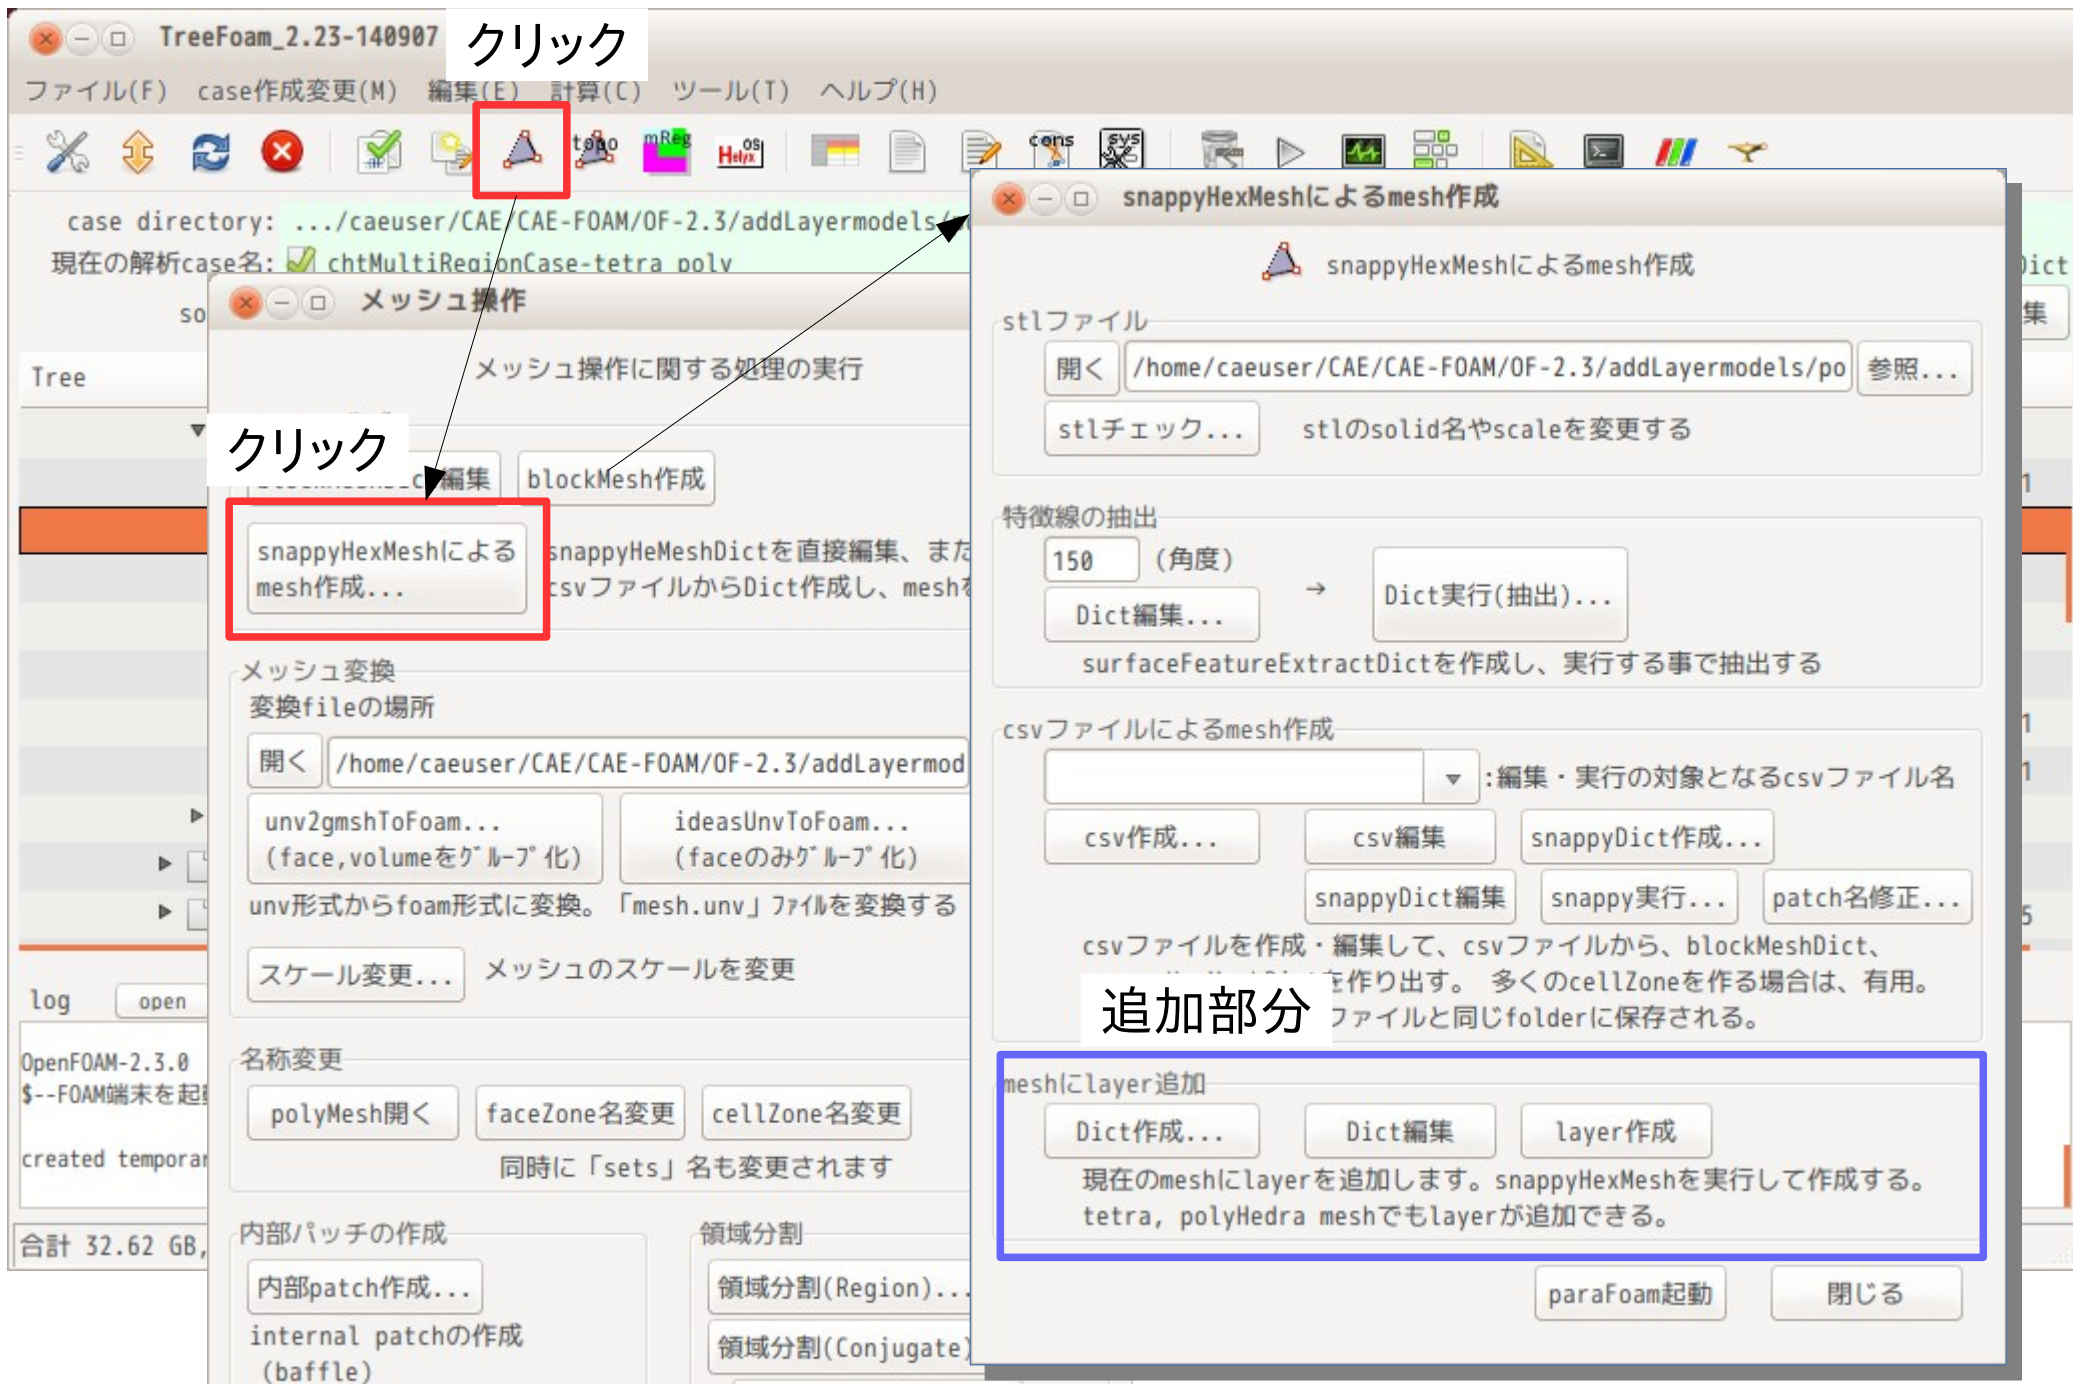 TreeFoam_2.23-140907
クリック
ファイル(F) case作成変更(M) 編集(E) 計算(C) ツール(T) ヘルプ(H)
topo mReg Helyx OS cons sys
case directory: .../caeuser/CAE/CAE-FOAM/OF-2.3/addLayermodels/
現在の解析case名: chtMultiRegionCase-tetra_poly
so
Dict
集
Tree
1
1
1
5
log open
OpenFOAM-2.3.0
$--FOAM端末を起
created tempora
合計 32.62 GB,
メッシュ操作
メッシュ操作に関する処理の実行
クリック
編集 blockMesh作成
snappyHexMeshによる
mesh作成...
snappyHeMeshDictを直接編集、また
csvファイルからDict作成し、meshを
メッシュ変換
変換fileの場所
開く /home/caeuser/CAE/CAE-FOAM/OF-2.3/addLayermod
unv2gmshToFoam...
(face,volumeをグループ化)
ideasUnvToFoam...
(faceのみグループ化)
unv形式からfoam形式に変換。「mesh.unv」ファイルを変換する
スケール変更... メッシュのスケールを変更
名称変更
polyMesh開く faceZone名変更 cellZone名変更
同時に「sets」名も変更されます
内部パッチの作成
内部patch作成...
internal patchの作成
(baffle)
領域分割
領域分割(Region)...
領域分割(Conjugate)
snappyHexMeshによるmesh作成
snappyHexMeshによるmesh作成
stlファイル
開く /home/caeuser/CAE/CAE-FOAM/OF-2.3/addLayermodels/po 参照...
stlチェック... stlのsolid名やscaleを変更する
特徴線の抽出
150 (角度)
→ Dict実行(抽出)...
Dict編集...
surfaceFeatureExtractDictを作成し、実行する事で抽出する
csvファイルによるmesh作成
:編集・実行の対象となるcsvファイル名
csv作成... csv編集 snappyDict作成...
snappyDict編集 snappy実行... patch名修正...
csvファイルを作成・編集して、csvファイルから、blockMeshDict、
を作り出す。 多くのcellZoneを作る場合は、有用。
ファイルと同じfolderに保存される。
追加部分
meshにlayer追加
Dict作成... Dict編集 layer作成
現在のmeshにlayerを追加します。snappyHexMeshを実行して作成する。
tetra, polyHedra meshでもlayerが追加できる。
paraFoam起動 閉じる